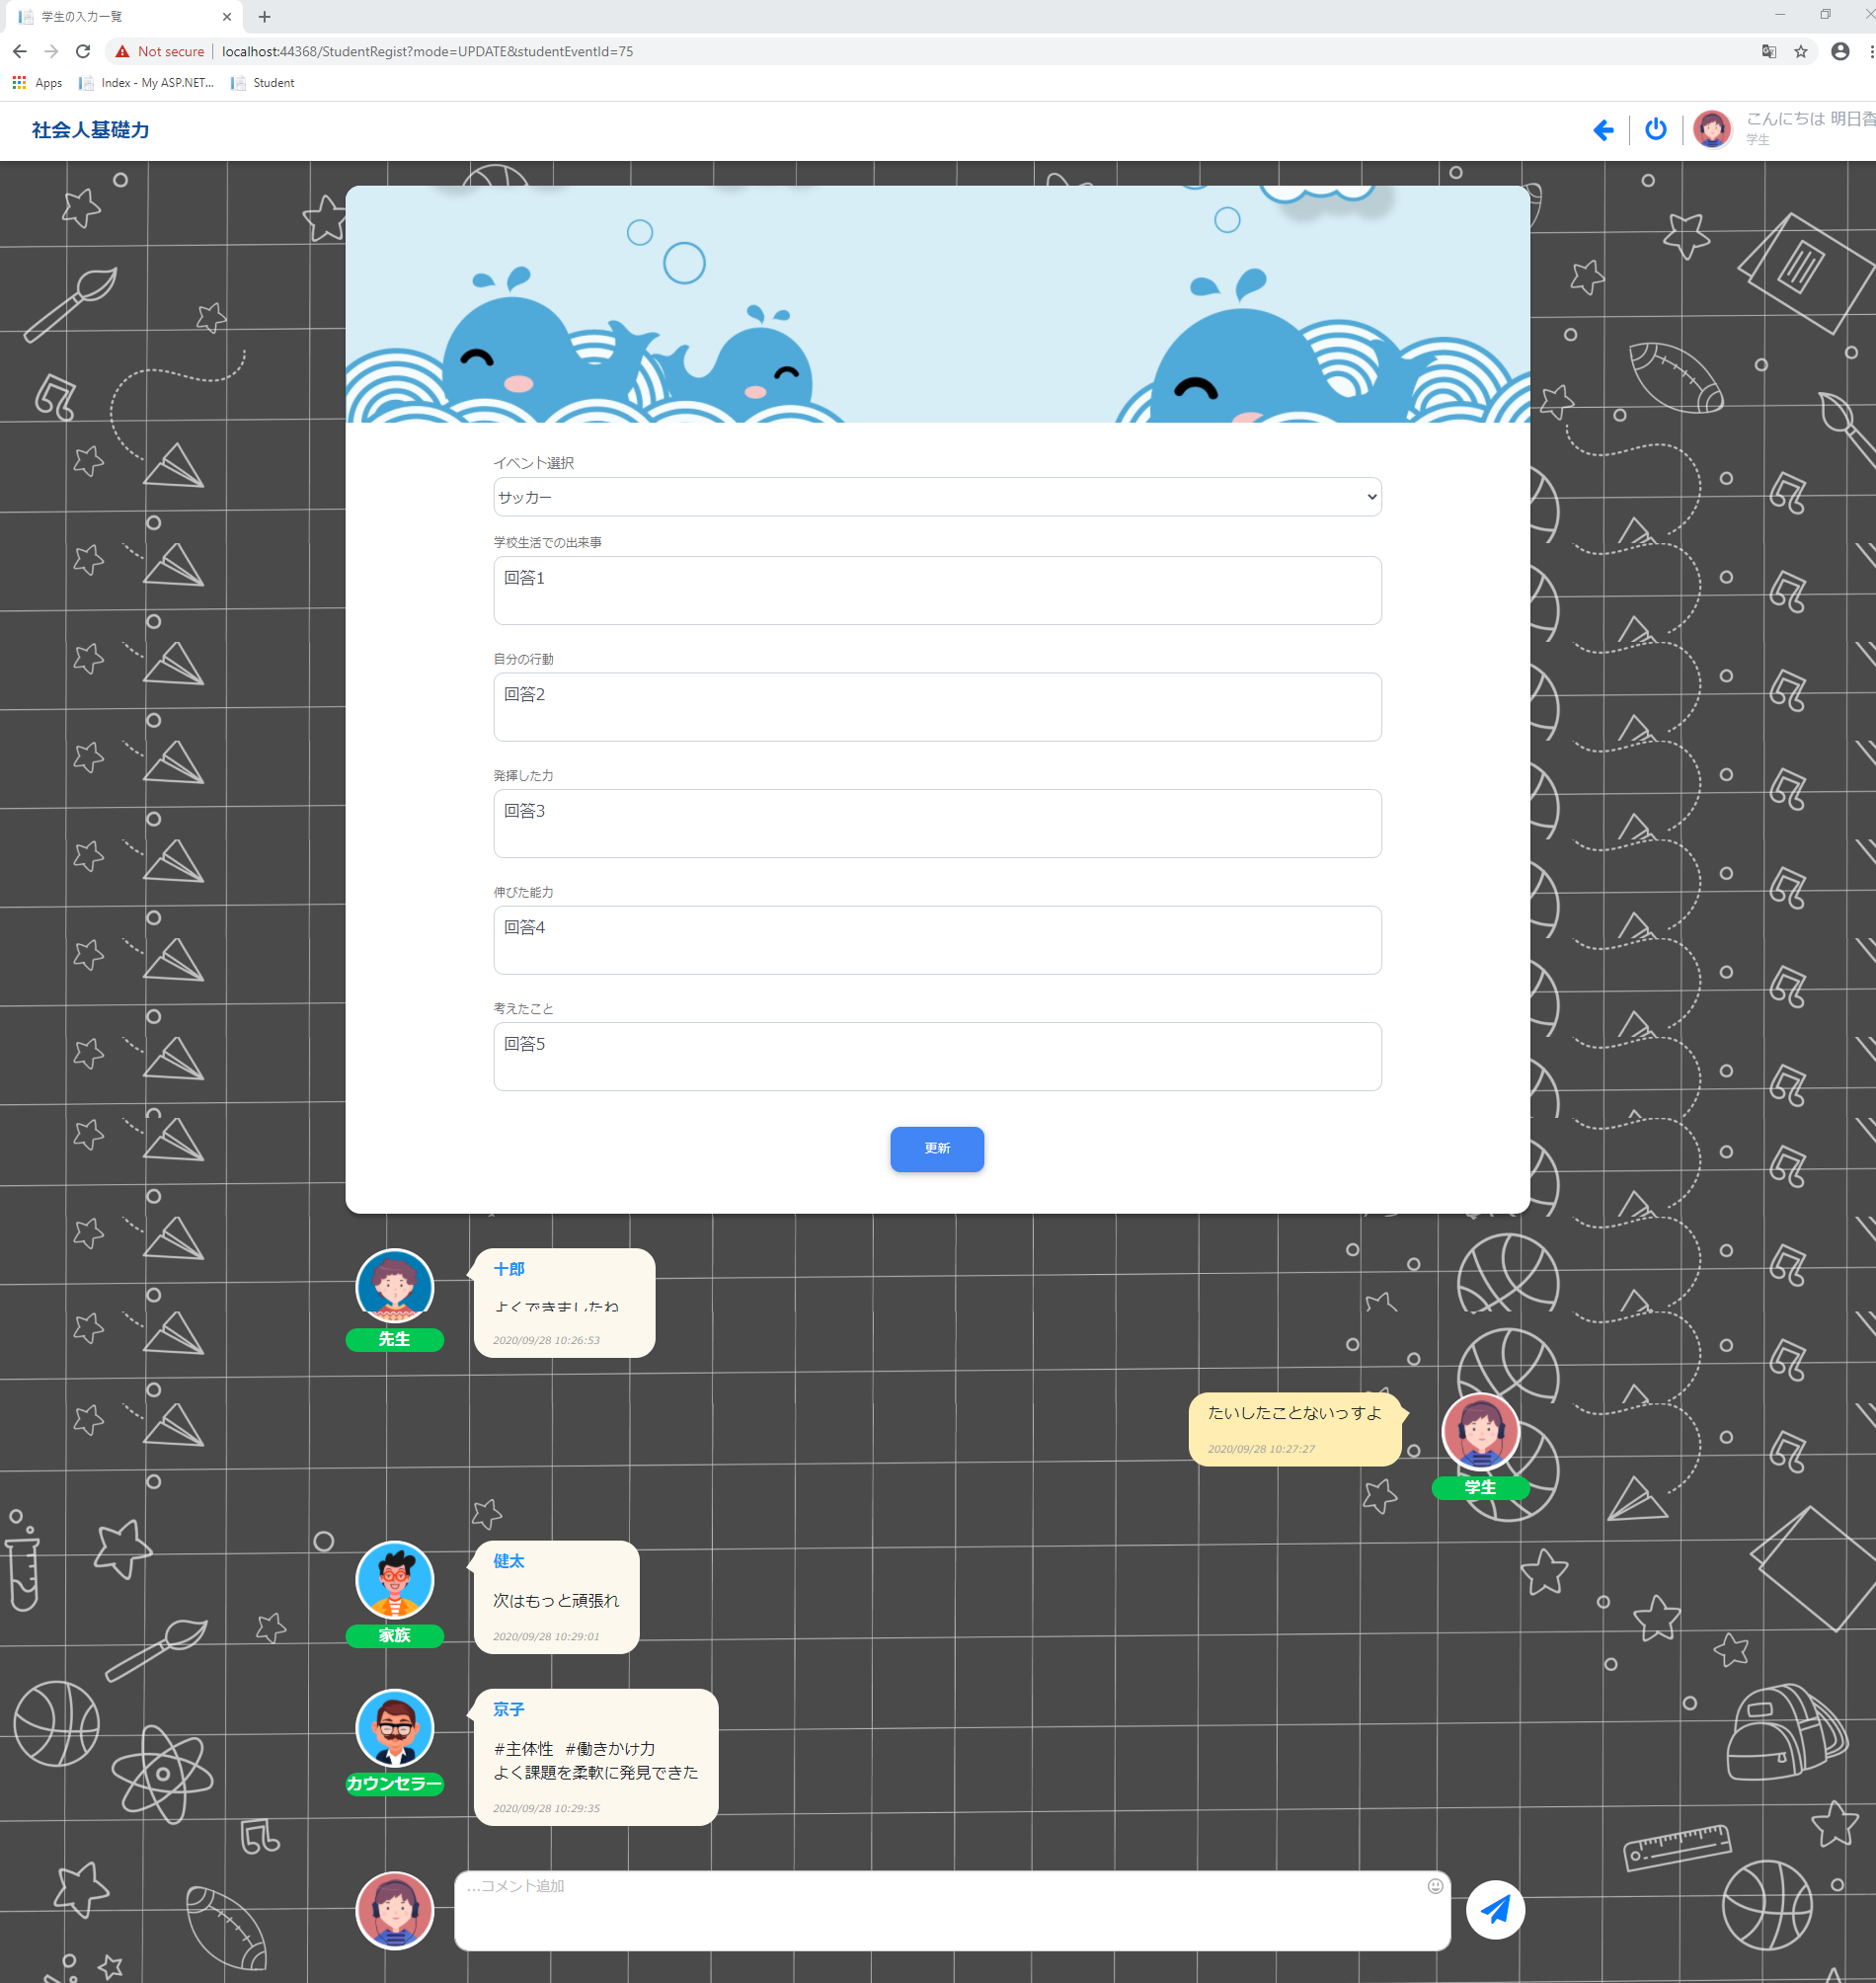 学生の入力一覧
Not secure
localhost:44368/StudentRegist?mode=UPDATE&studentEventId=75
Apps
Index - My ASP.NET...
Student
社会人基礎力
こんにちは 明日香
学生
イベント選択
サッカー
学校生活での出来事
回答1
自分の行動
回答2
発揮した力
回答3
伸びた能力
回答4
考えたこと
回答5
更新
十郎
よくできましたね
2020/09/28 10:26:53
先生
たいしたことないっすよ
2020/09/28 10:27:27
学生
健太
次はもっと頑張れ
2020/09/28 10:29:01
家族
京子
#主体性 #働きかけ力
よく課題を柔軟に発見できた
2020/09/28 10:29:35
カウンセラー
...コメント追加